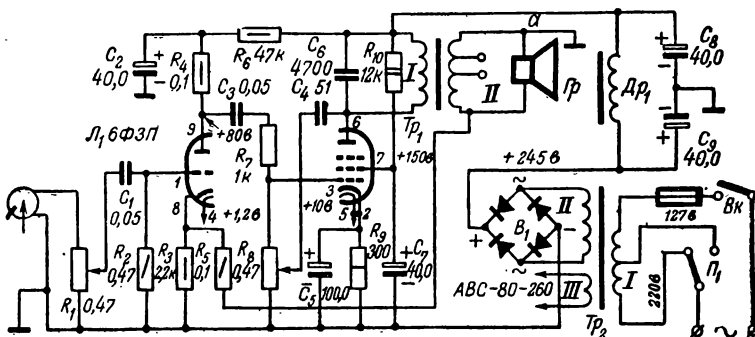 C₂
40,0
+
−
R₄
0,1
R₆ 47к
C₆
4700
C₄ 51
R₁₀
12к
I
II
а
Гр
Тр₁
Др₁
+
C₈
40,0
−
+
−
C₉
40,0
C₃ 0,05
Л₁ 6Ф3П
9
+80в
6
7
+150в
R₇
1к
1
8
4
+1,2в
+10в
3
5
2
C₁
0,05
R₁ 0,47
R₂
0,47
R₃
22к
R₅
0,1
R₈
0,47
+
−
C₅ 100,0
R₉
300
+
−
C₇
40,0
+245в
~
II
B₁
+
−
~
III
АВС-80-260
Тр₂
I
127в
Вк
П₁
220в
~